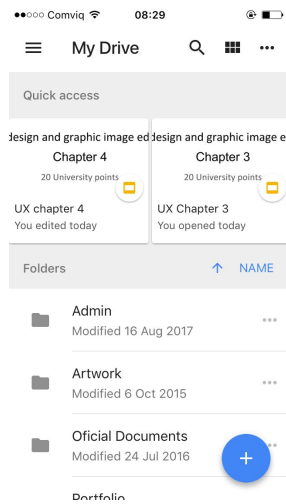 Comviq 08:29
My Drive
Quick access
design and graphic image ed
Chapter 4
20 University points
UX chapter 4
You edited today
design and graphic image e
Chapter 3
20 University points
UX Chapter 3
You opened today
Folders NAME
Admin
Modified 16 Aug 2017
Artwork
Modified 6 Oct 2015
Oficial Documents
Modified 24 Jul 2016
Portfolio